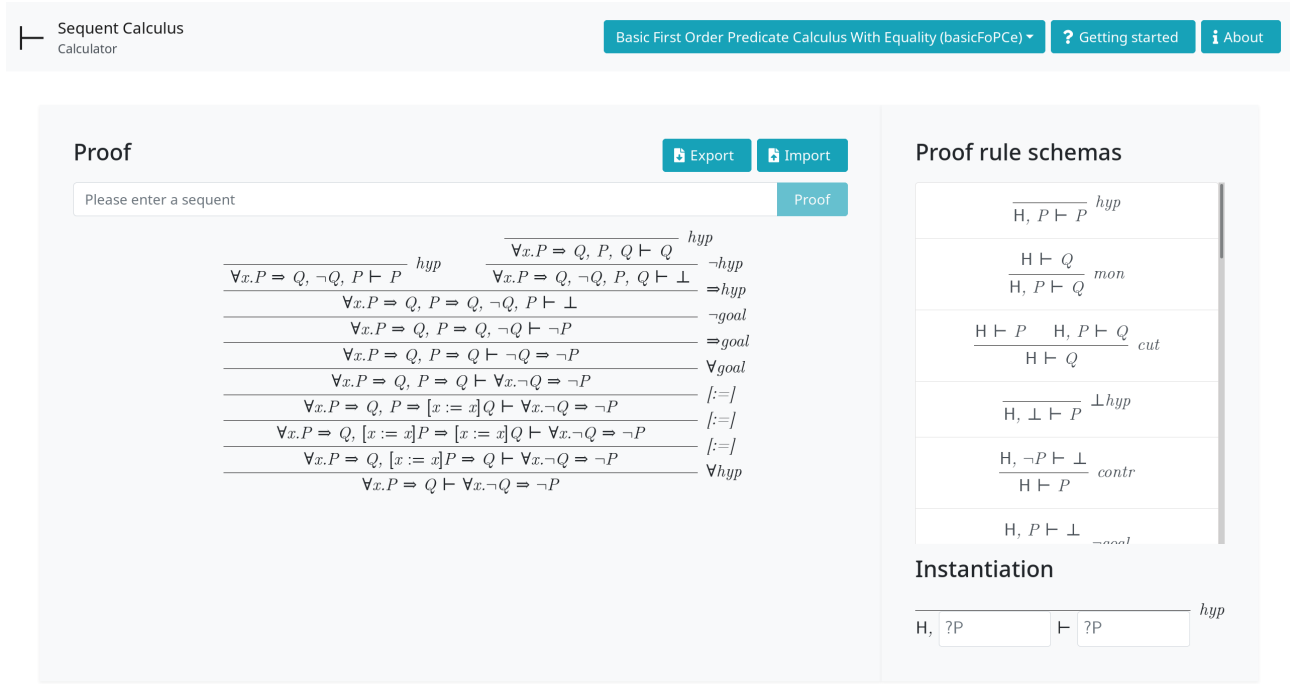 Sequent Calculus
Calculator
Basic First Order Predicate Calculus With Equality (basicFoPCe)
? Getting started
i About
Proof
Export
Import
Please enter a sequent
Proof
hyp
∀x.P ⇒ Q, P, Q ⊢ Q
hyp
¬hyp
∀x.P ⇒ Q, ¬Q, P ⊢ P
∀x.P ⇒ Q, ¬Q, P, Q ⊢ ⊥
⇒hyp
∀x.P ⇒ Q, P ⇒ Q, ¬Q, P ⊢ ⊥
¬goal
∀x.P ⇒ Q, P ⇒ Q, ¬Q ⊢ ¬P
⇒goal
∀x.P ⇒ Q, P ⇒ Q ⊢ ¬Q ⇒ ¬P
∀goal
∀x.P ⇒ Q, P ⇒ Q ⊢ ∀x.¬Q ⇒ ¬P
[:=]
∀x.P ⇒ Q, P ⇒ [x := x]Q ⊢ ∀x.¬Q ⇒ ¬P
[:=]
∀x.P ⇒ Q, [x := x]P ⇒ [x := x]Q ⊢ ∀x.¬Q ⇒ ¬P
[:=]
∀x.P ⇒ Q, [x := x]P ⇒ Q ⊢ ∀x.¬Q ⇒ ¬P
∀hyp
∀x.P ⇒ Q ⊢ ∀x.¬Q ⇒ ¬P
Proof rule schemas
hyp
H, P ⊢ P
H ⊢ Q
mon
H, P ⊢ Q
H ⊢ P H, P ⊢ Q
cut
H ⊢ Q
⊥hyp
H, ⊥ ⊢ P
H, ¬P ⊢ ⊥
contr
H ⊢ P
H, P ⊢ ⊥
¬goal
Instantiation
hyp
H, ?P ⊢ ?P